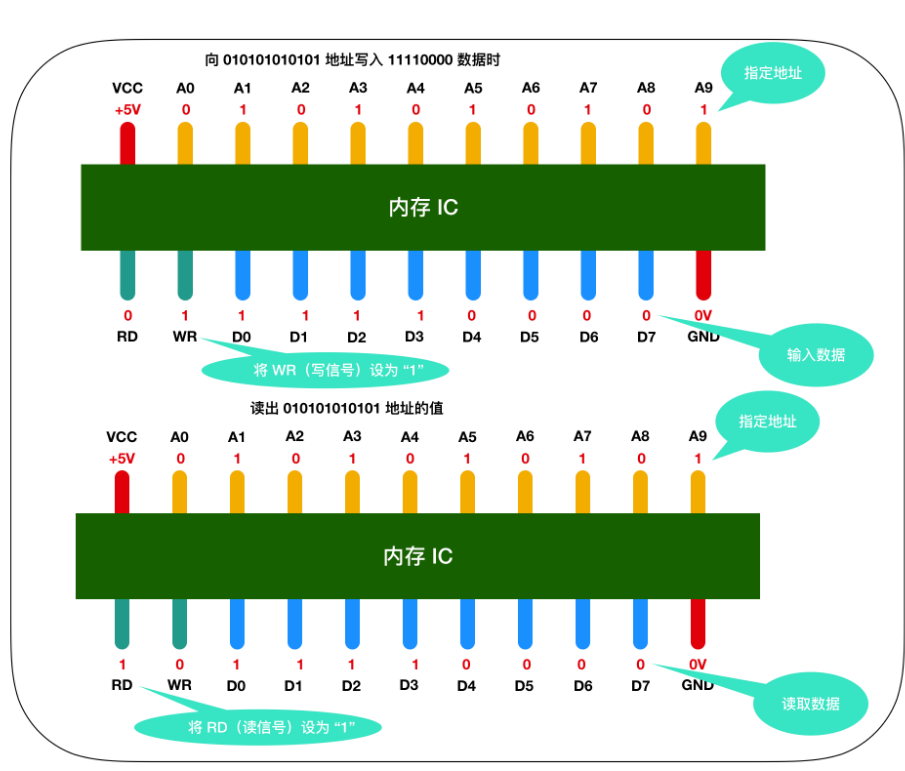 向 010101010101 地址写入 11110000 数据时
指定地址
VCC A0 A1 A2 A3 A4 A5 A6 A7 A8 A9
+5V 0 1 0 1 0 1 0 1 0 1
内存 IC
0 1 1 1 1 1 0 0 0 0 0V
RD WR D0 D1 D2 D3 D4 D5 D6 D7 GND
输入数据
将 WR（写信号）设为 “1”
读出 010101010101 地址的值
指定地址
VCC A0 A1 A2 A3 A4 A5 A6 A7 A8 A9
+5V 0 1 0 1 0 1 0 1 0 1
内存 IC
1 0 1 1 1 1 0 0 0 0 0V
RD WR D0 D1 D2 D3 D4 D5 D6 D7 GND
读取数据
将 RD（读信号）设为 “1”